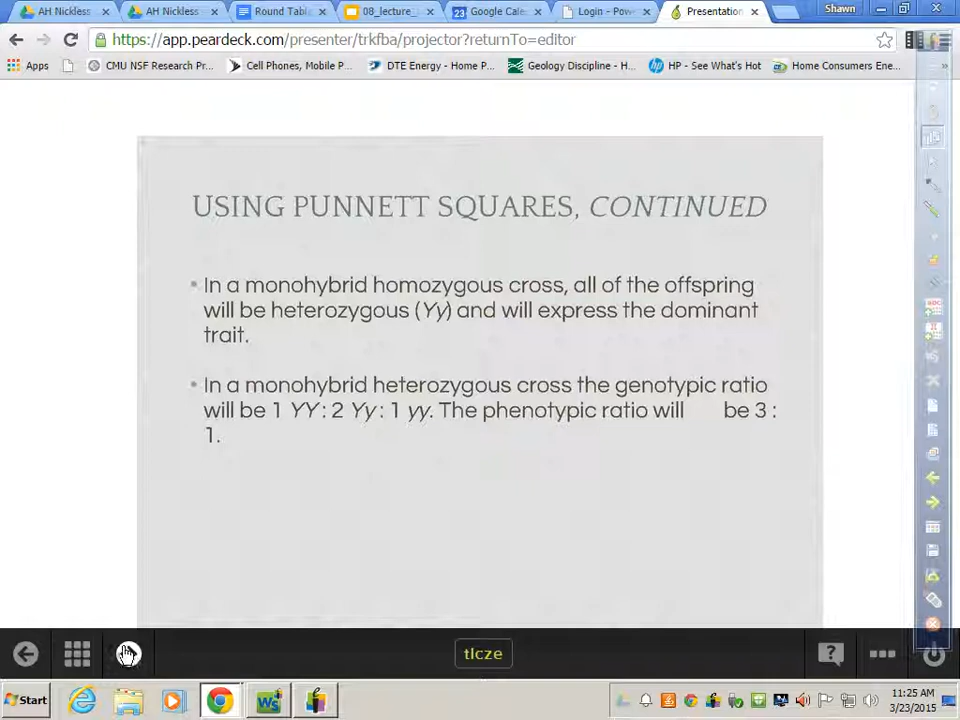 AH Nickless
AH Nickless
Round Tabl
08_lecture_
Google Cale
Login - Pow
Presentation
Shawn
https://app.peardeck.com/presenter/trkfba/projector?returnTo=editor
Apps
CMU NSF Research Pr...
Cell Phones, Mobile P...
DTE Energy - Home P...
Geology Discipline - H...
HP - See What's Hot
Home Consumers Ene...
USING PUNNETT SQUARES, CONTINUED
• In a monohybrid homozygous cross, all of the offspring
will be heterozygous (Yy) and will express the dominant
trait.
• In a monohybrid heterozygous cross the genotypic ratio
will be 1 YY : 2 Yy : 1 yy. The phenotypic ratio will be 3 :
1.
tlcze
Start
11:25 AM
3/23/2015